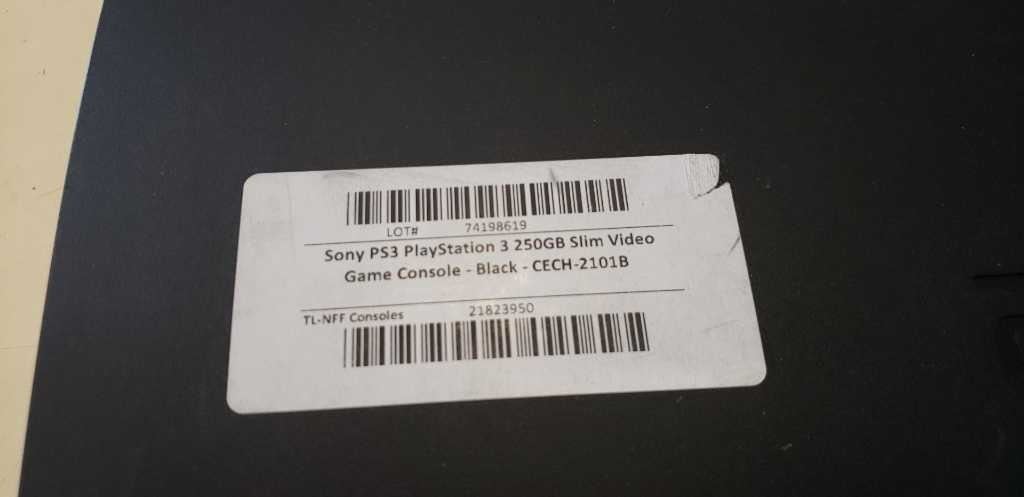 LOT# 74198619
Sony PS3 PlayStation 3 250GB Slim Video
Game Console - Black - CECH-2101B
TL-NFF Consoles 21823950